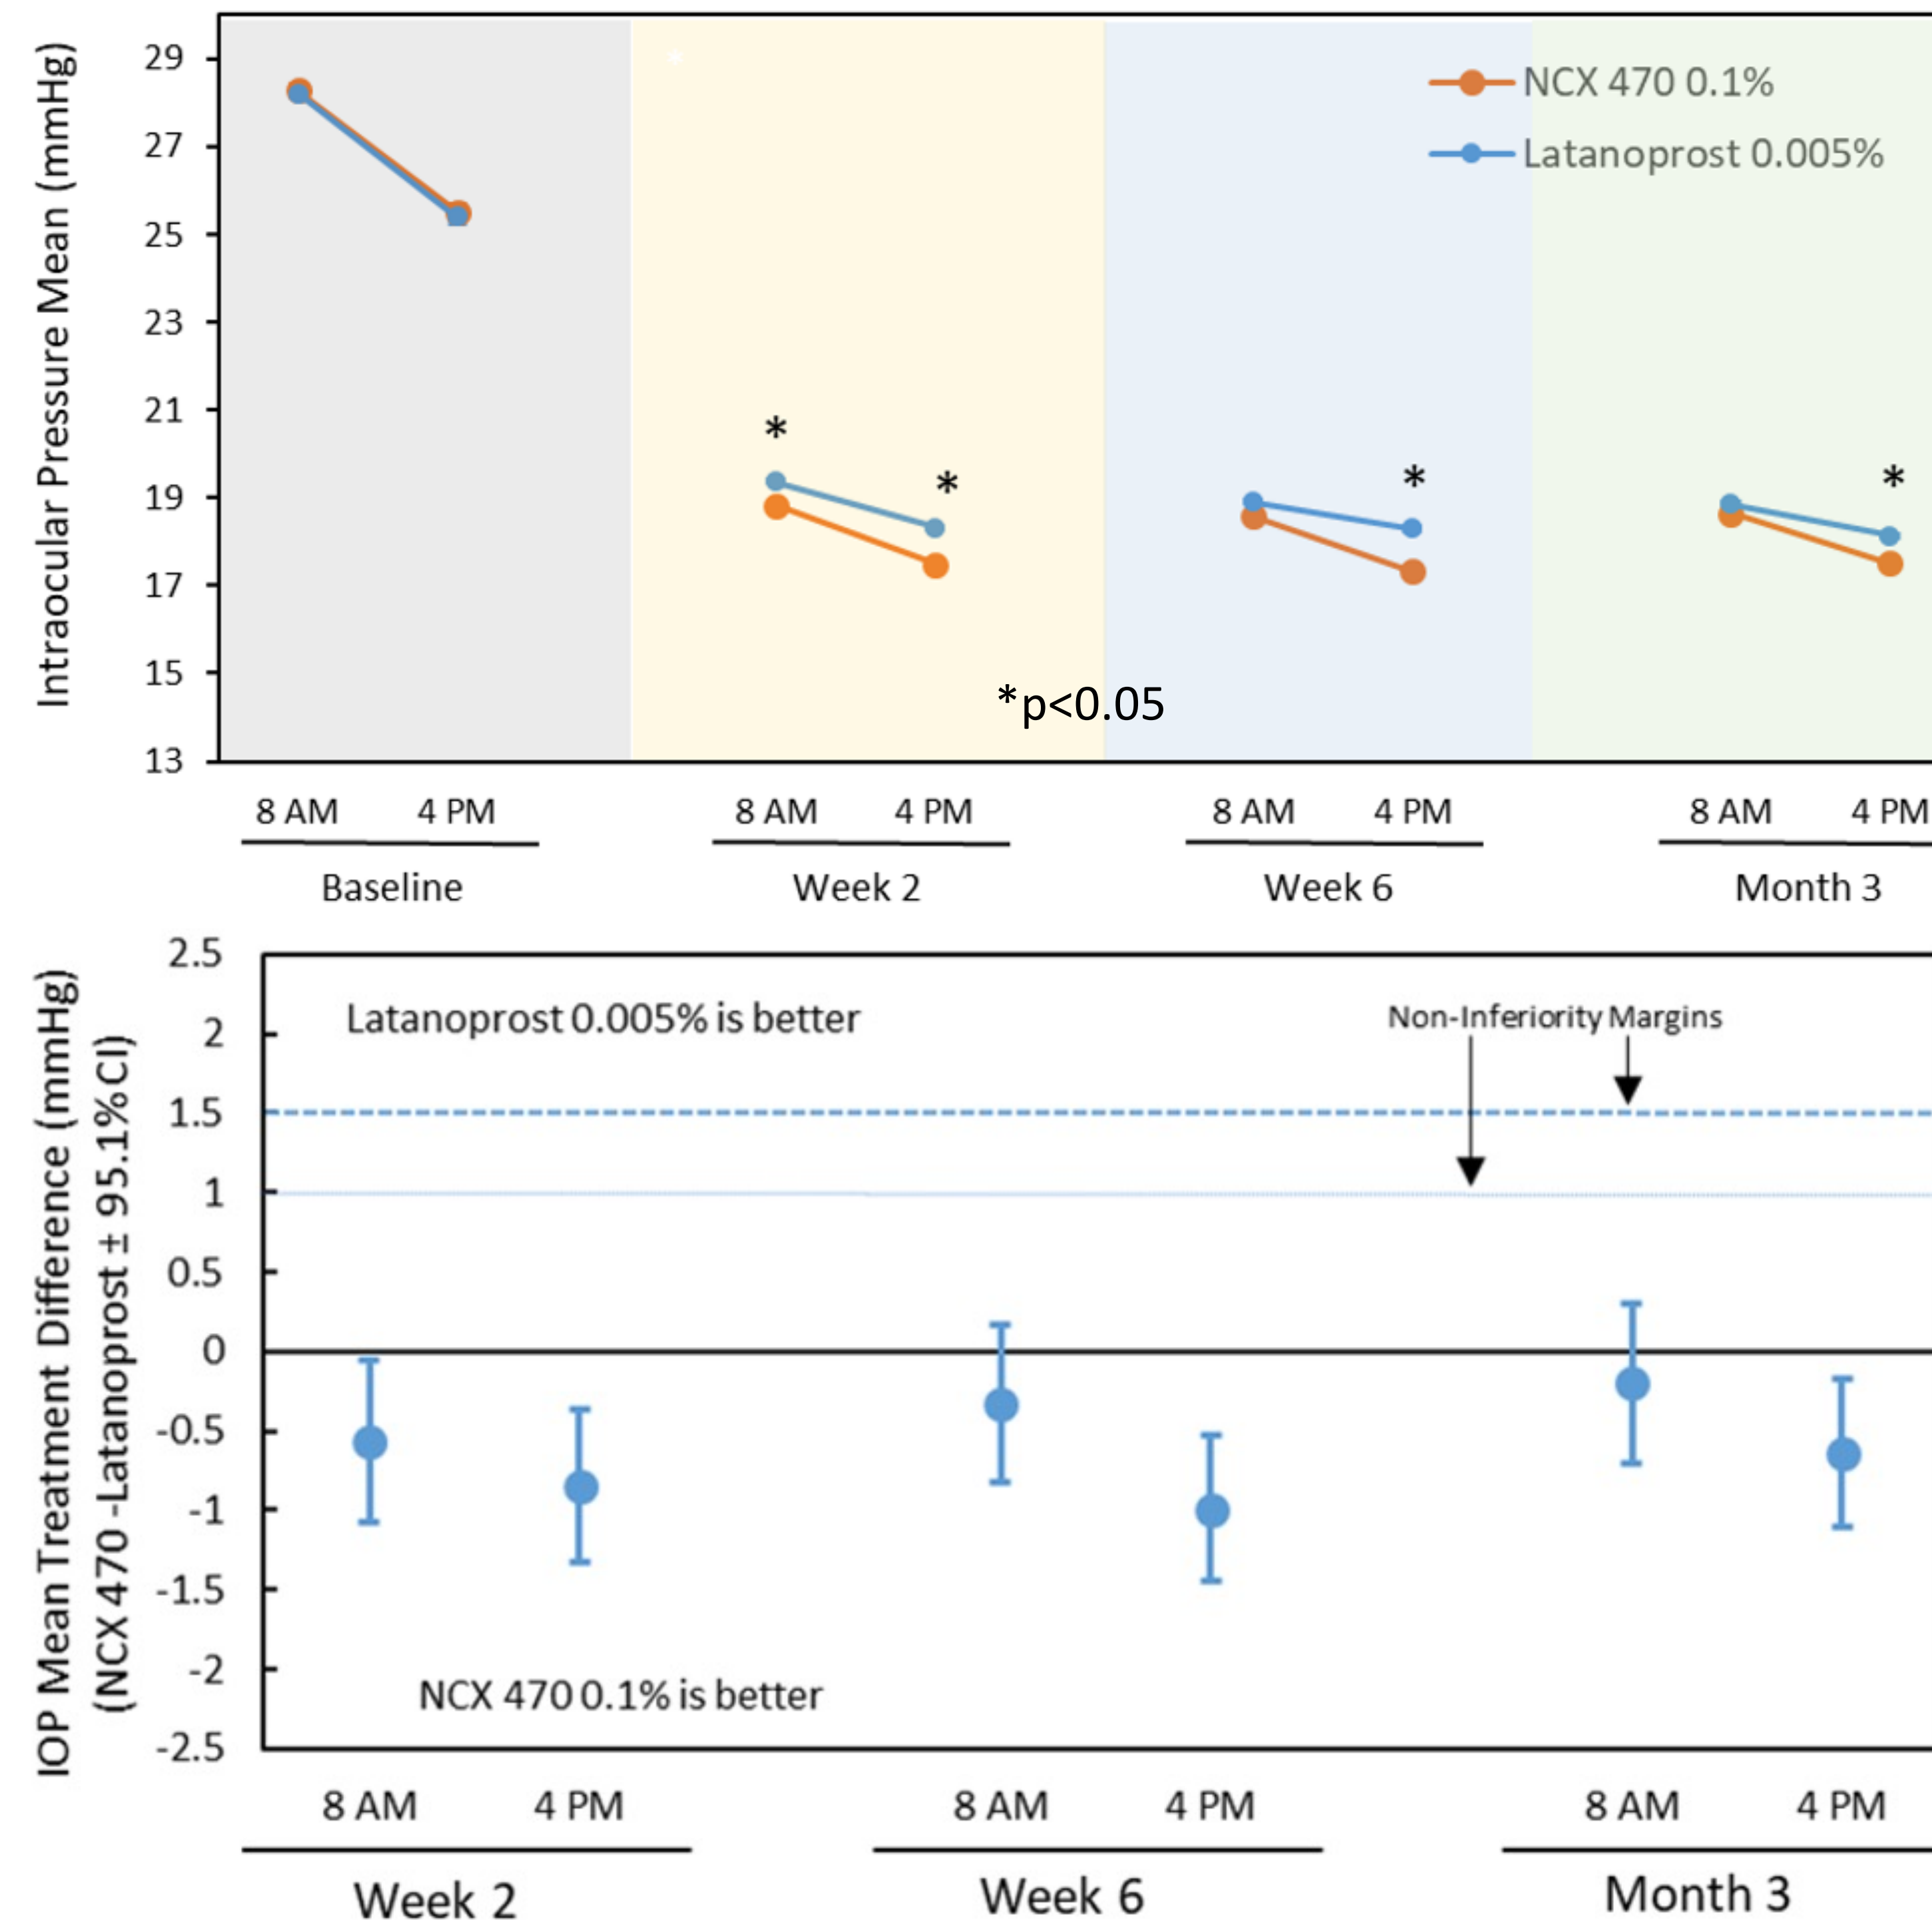 Intraocular Pressure Mean (mmHg)
29
27
25
23
21
19
17
15
13
NCX 470 0.1%
Latanoprost 0.005%
*
*
*
*
*p<0.05
8 AM 4 PM 8 AM 4 PM 8 AM 4 PM 8 AM 4 PM
Baseline Week 2 Week 6 Month 3
IOP Mean Treatment Difference (mmHg)
(NCX 470 -Latanoprost ± 95.1% CI)
2.5
2
1.5
1
0.5
0
-0.5
-1
-1.5
-2
-2.5
Latanoprost 0.005% is better
Non-Inferiority Margins
NCX 470 0.1% is better
8 AM 4 PM 8 AM 4 PM 8 AM 4 PM
Week 2 Week 6 Month 3